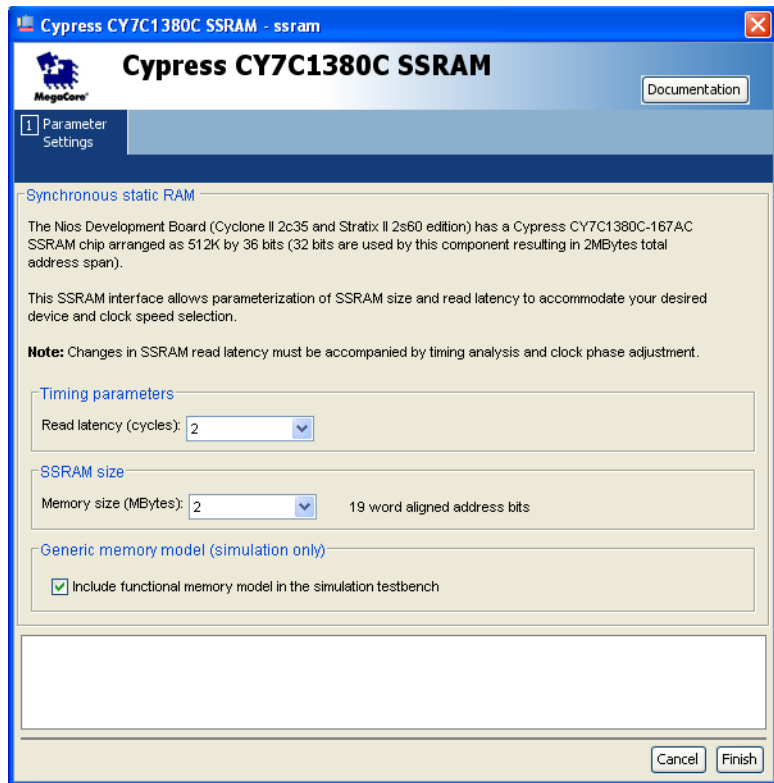 Cypress CY7C1380C SSRAM - ssram
Cypress CY7C1380C SSRAM
MegaCore®
Documentation
1 Parameter
Settings
Synchronous static RAM
The Nios Development Board (Cyclone II 2c35 and Stratix II 2s60 edition) has a Cypress CY7C1380C-167AC
SSRAM chip arranged as 512K by 36 bits (32 bits are used by this component resulting in 2MBytes total
address span).
This SSRAM interface allows parameterization of SSRAM size and read latency to accommodate your desired
device and clock speed selection.
Note: Changes in SSRAM read latency must be accompanied by timing analysis and clock phase adjustment.
Timing parameters
Read latency (cycles): 2
SSRAM size
Memory size (MBytes): 2 19 word aligned address bits
Generic memory model (simulation only)
Include functional memory model in the simulation testbench
Cancel Finish